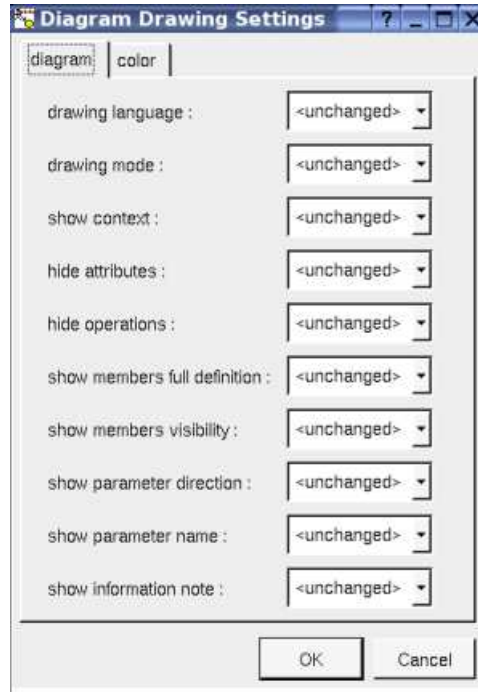 Diagram Drawing Settings ? _ X
diagram color
drawing language : <unchanged>
drawing mode : <unchanged>
show context : <unchanged>
hide attributes : <unchanged>
hide operations : <unchanged>
show members full definition : <unchanged>
show members visibility : <unchanged>
show parameter direction : <unchanged>
show parameter name : <unchanged>
show information note : <unchanged>
OK Cancel